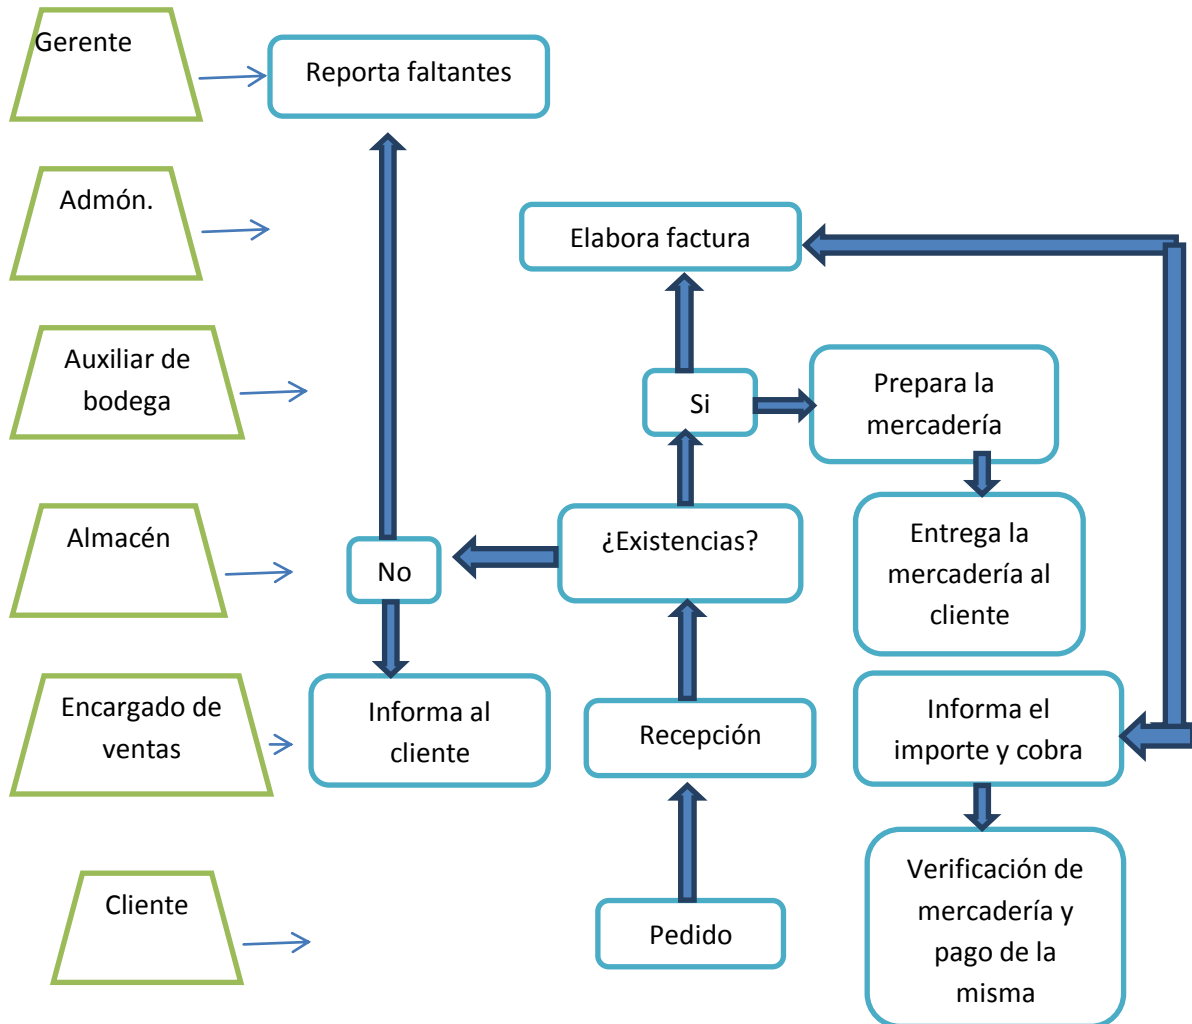 Gerente
Reporta faltantes
Admón.
Elabora factura
Auxiliar de
bodega
Si
Prepara la
mercadería
Almacén
No
¿Existencias?
Entrega la
mercadería al
cliente
Encargado de
ventas
Informa al
cliente
Recepción
Informa el
importe y cobra
Cliente
Pedido
Verificación de
mercadería y
pago de la
misma